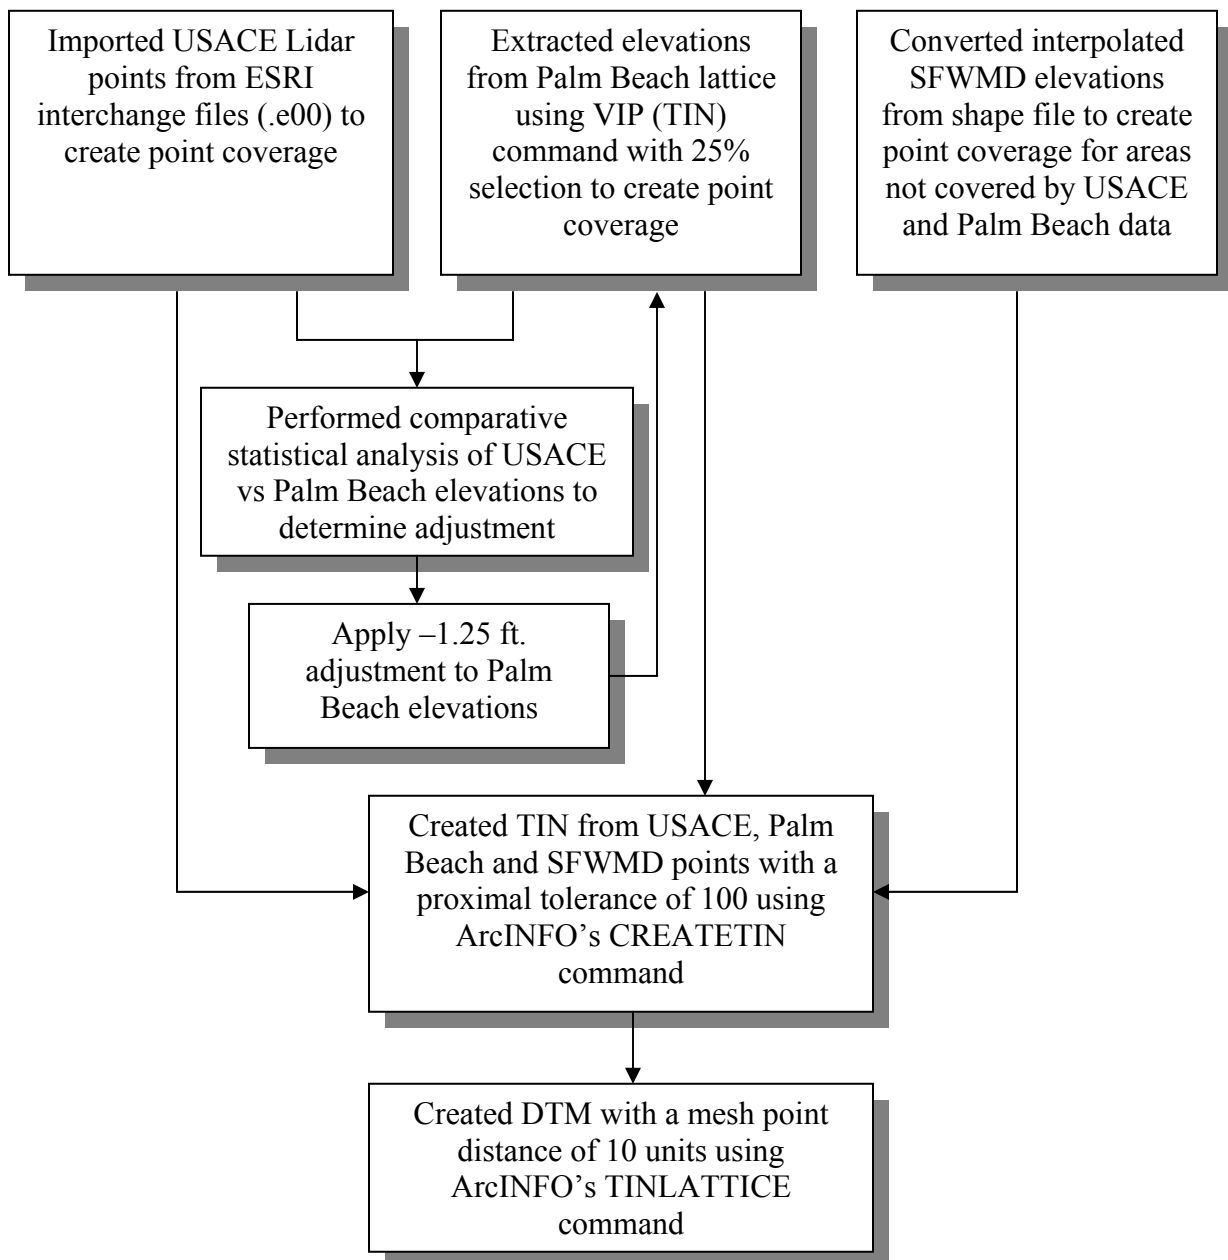 Imported USACE Lidar
points from ESRI
interchange files (.e00) to
create point coverage
Extracted elevations
from Palm Beach lattice
using VIP (TIN)
command with 25%
selection to create point
coverage
Converted interpolated
SFWMD elevations
from shape file to create
point coverage for areas
not covered by USACE
and Palm Beach data
Performed comparative
statistical analysis of USACE
vs Palm Beach elevations to
determine adjustment
Apply –1.25 ft.
adjustment to Palm
Beach elevations
Created TIN from USACE, Palm
Beach and SFWMD points with a
proximal tolerance of 100 using
ArcINFO’s CREATETIN
command
Created DTM with a mesh point
distance of 10 units using
ArcINFO’s TINLATTICE
command